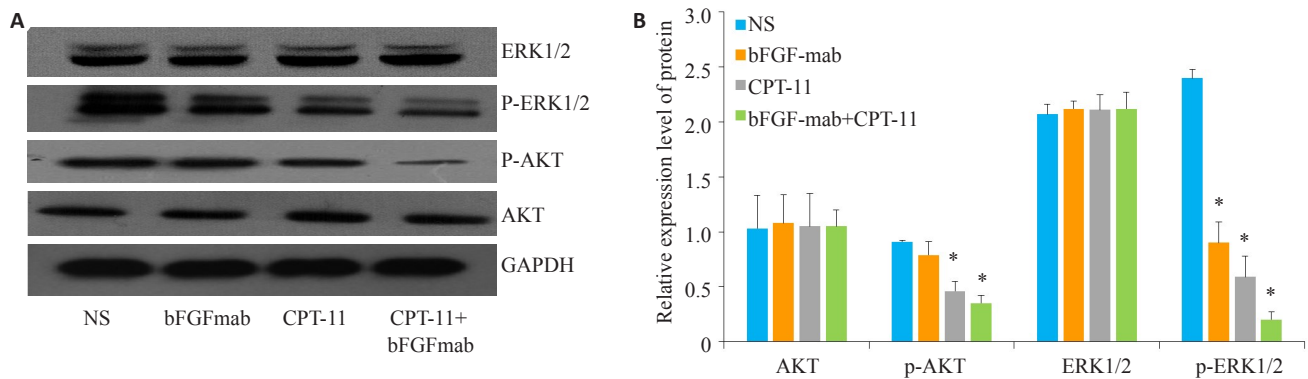 A
ERK1/2
P-ERK1/2
P-AKT
AKT
GAPDH
NS bFGFmab CPT-11 CPT-11+
bFGFmab
B
Relative expression level of protein
3.0
2.5
2.0
1.5
1.0
0.5
0
NS
bFGF-mab
CPT-11
bFGF-mab+CPT-11
* *
* * *
AKT p-AKT ERK1/2 p-ERK1/2